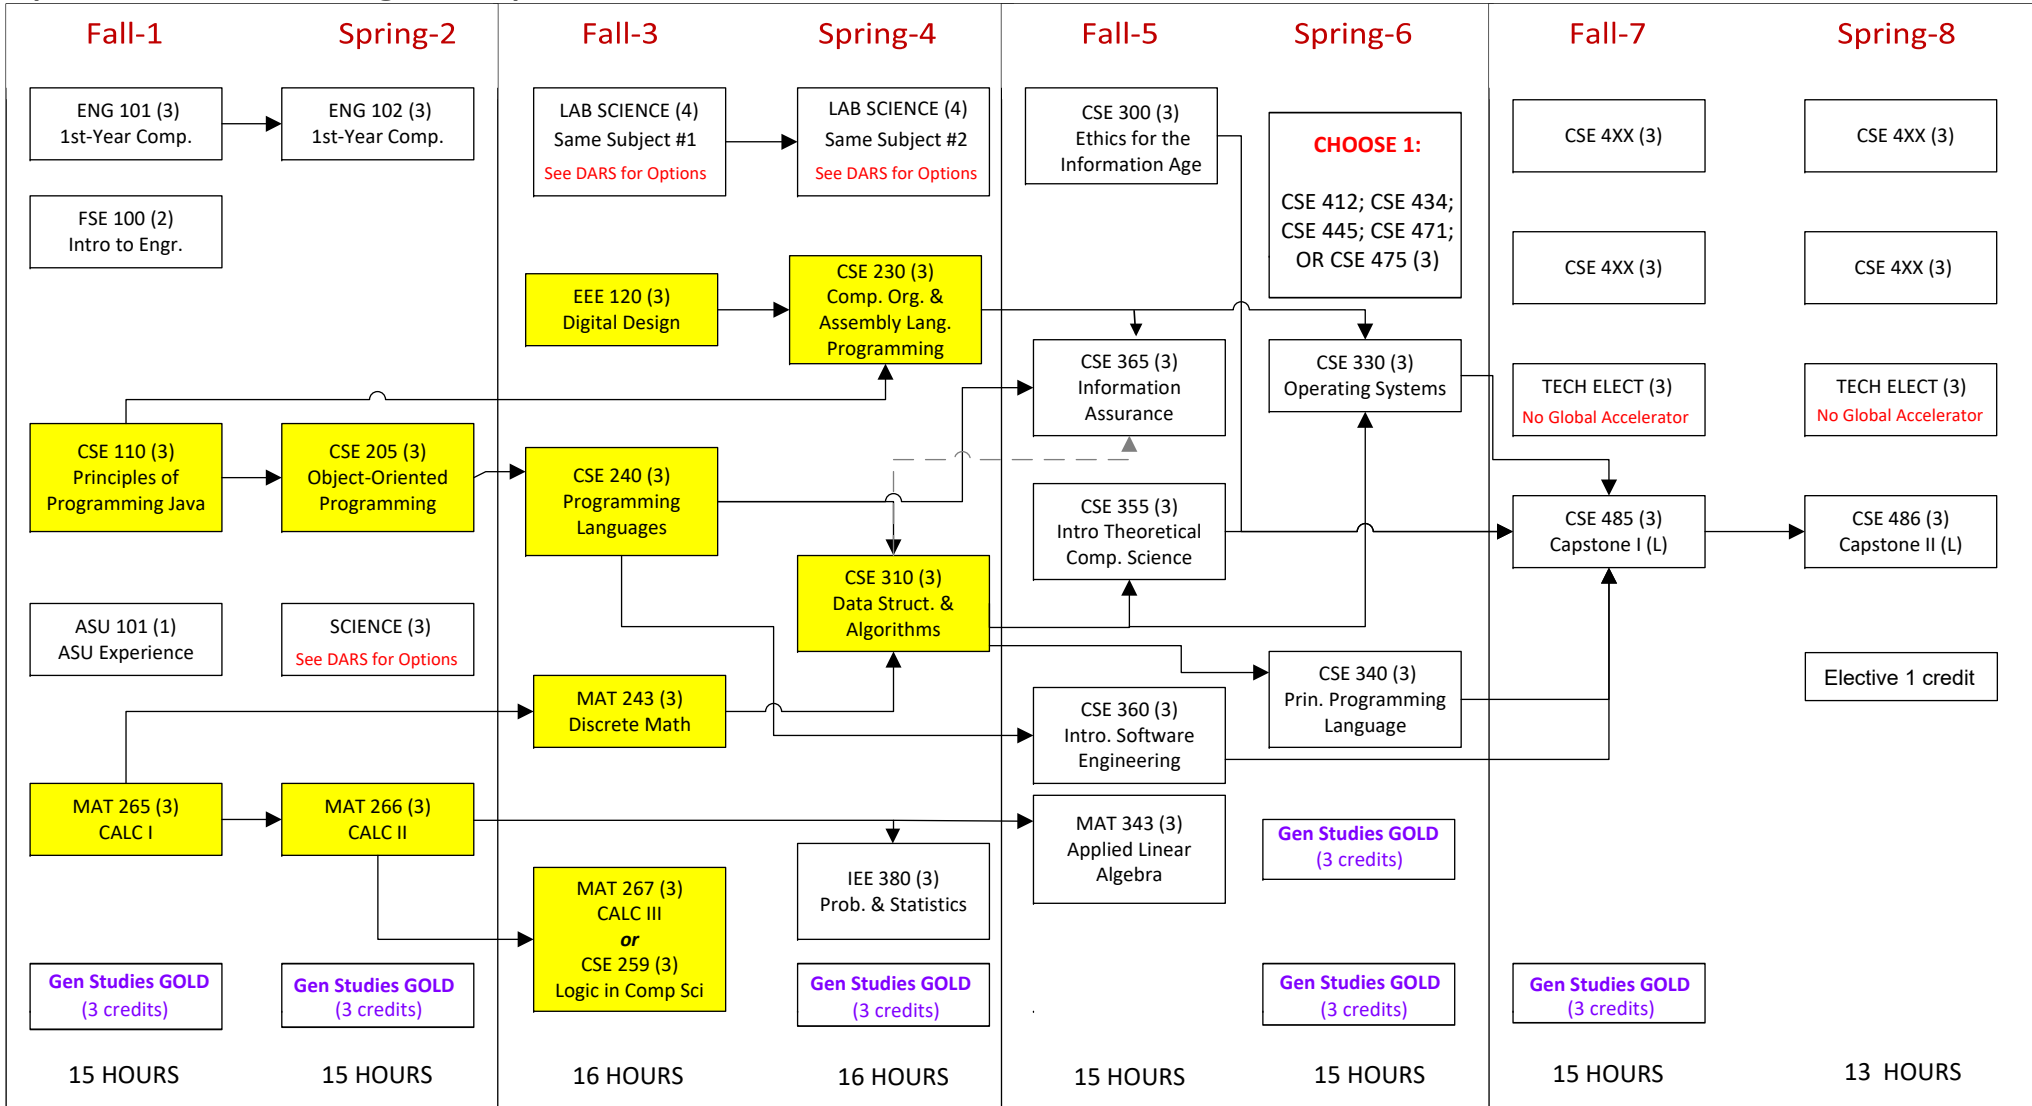 Fall-1
Spring-2
Fall-3
Spring-4
Fall-5
Spring-6
Fall-7
Spring-8
ENG 101 (3)
1st-Year Comp.
FSE 100 (2)
Intro to Engr.
CSE 110 (3)
Principles of
Programming Java
ASU 101 (1)
ASU Experience
MAT 265 (3)
CALC I
Gen Studies GOLD
(3 credits)
15 HOURS
ENG 102 (3)
1st-Year Comp.
CSE 205 (3)
Object-Oriented
Programming
SCIENCE (3)
See DARS for Options
MAT 266 (3)
CALC II
Gen Studies GOLD
(3 credits)
15 HOURS
LAB SCIENCE (4)
Same Subject #1
See DARS for Options
EEE 120 (3)
Digital Design
CSE 240 (3)
Programming
Languages
MAT 243 (3)
Discrete Math
MAT 267 (3)
CALC III
or
CSE 259 (3)
Logic in Comp Sci
16 HOURS
LAB SCIENCE (4)
Same Subject #2
See DARS for Options
CSE 230 (3)
Comp. Org. &
Assembly Lang.
Programming
CSE 310 (3)
Data Struct. &
Algorithms
IEE 380 (3)
Prob. & Statistics
Gen Studies GOLD
(3 credits)
16 HOURS
CSE 300 (3)
Ethics for the
Information Age
CSE 365 (3)
Information
Assurance
CSE 355 (3)
Intro Theoretical
Comp. Science
CSE 360 (3)
Intro. Software
Engineering
MAT 343 (3)
Applied Linear
Algebra
15 HOURS
CHOOSE 1:
CSE 412; CSE 434;
CSE 445; CSE 471;
OR CSE 475 (3)
CSE 330 (3)
Operating Systems
CSE 340 (3)
Prin. Programming
Language
Gen Studies GOLD
(3 credits)
Gen Studies GOLD
(3 credits)
15 HOURS
CSE 4XX (3)
CSE 4XX (3)
TECH ELECT (3)
No Global Accelerator
CSE 485 (3)
Capstone I (L)
Gen Studies GOLD
(3 credits)
15 HOURS
CSE 4XX (3)
CSE 4XX (3)
TECH ELECT (3)
No Global Accelerator
CSE 486 (3)
Capstone II (L)
Elective 1 credit
13 HOURS